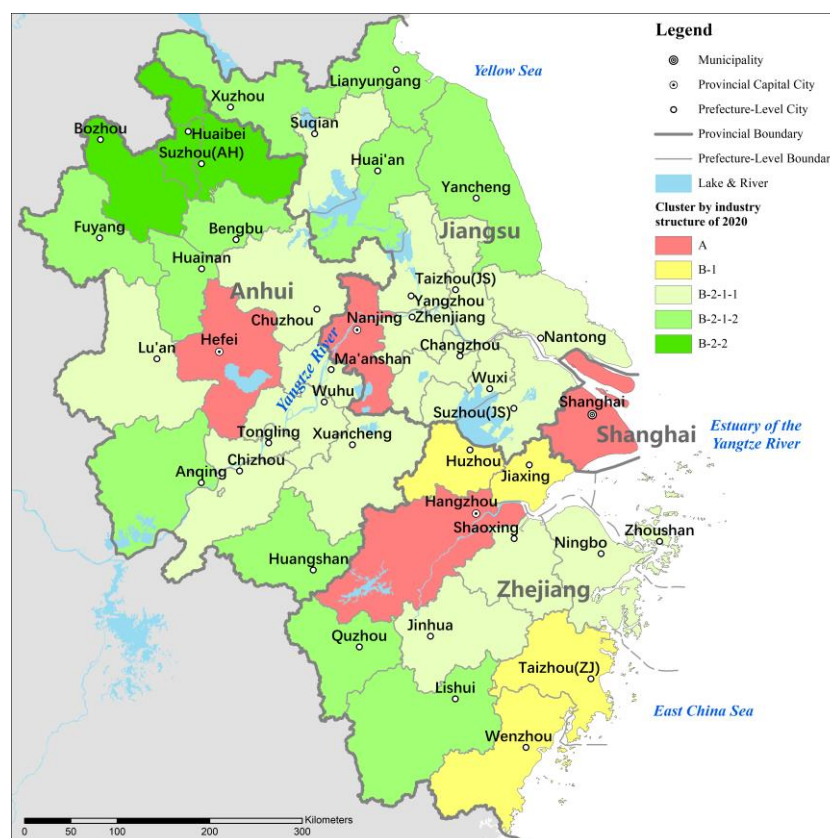 Legend
Municipality
Provincial Capital City
Prefecture-Level City
Provincial Boundary
Prefecture-Level Boundar
Lake & River
Cluster by industry
structure of 2020
A
B-1
B-2-1-1
B-2-1-2
B-2-2
Yellow Sea
Lianyungang
Xuzhou
Suqian
Bozhou
Huaibei
Suzhou(AH)
Huai'an
Yancheng
Fuyang
Bengbu
Jiangsu
Huainan
Taizhou(JS)
Anhui
Yangzhou
Chuzhou
Nanjing
Zhenjiang
Nantong
Hefei
Changzhou
Lu'an
Ma'anshan
Yangtze River
Wuxi
Wuhu
Shanghai
Suzhou(JS)
Shanghai
Estuary of the
Yangtze River
Tongling
Xuancheng
Huzhou
Anqing
Chizhou
Jiaxing
Hangzhou
Shaoxing
Zhoushan
Ningbo
Huangshan
Zhejiang
Quzhou
Jinhua
Taizhou(ZJ)
Lishui
East China Sea
Wenzhou
Kilometers
0 50 100 200 300